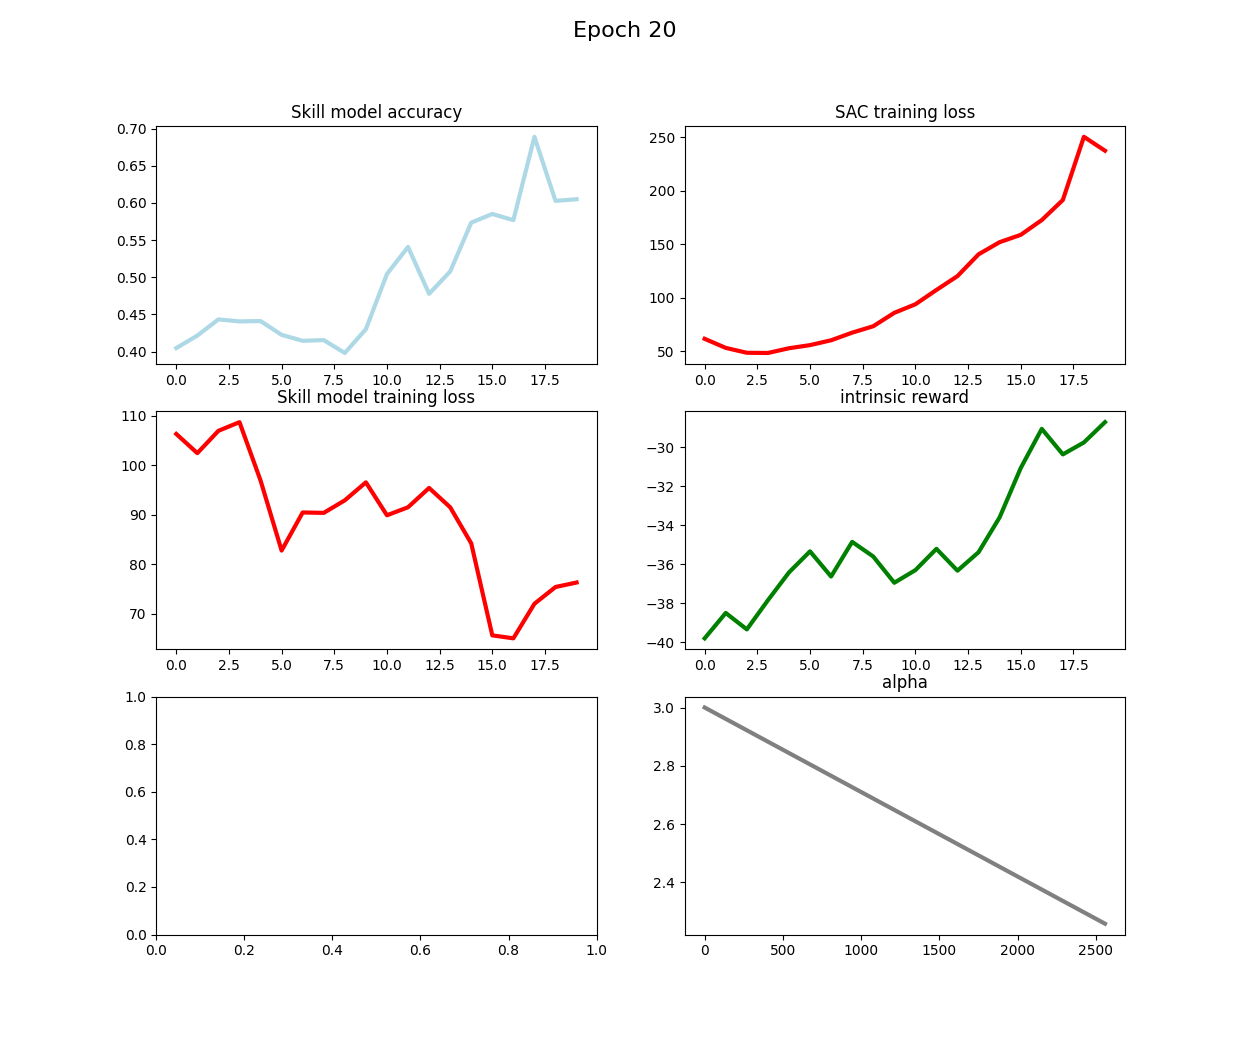 Epoch 20
Skill model accuracy
0.70
0.65
0.60
0.55
0.50
0.45
0.40
0.0 2.5 5.0 7.5 10.0 12.5 15.0 17.5
SAC training loss
250
200
150
100
50
0.0 2.5 5.0 7.5 10.0 12.5 15.0 17.5
Skill model training loss
110
100
90
80
70
0.0 2.5 5.0 7.5 10.0 12.5 15.0 17.5
intrinsic reward
−30
−32
−34
−36
−38
−40
0.0 2.5 5.0 7.5 10.0 12.5 15.0 17.5
1.0
0.8
0.6
0.4
0.2
0.0
0.0 0.2 0.4 0.6 0.8 1.0
alpha
3.0
2.8
2.6
2.4
0 500 1000 1500 2000 2500